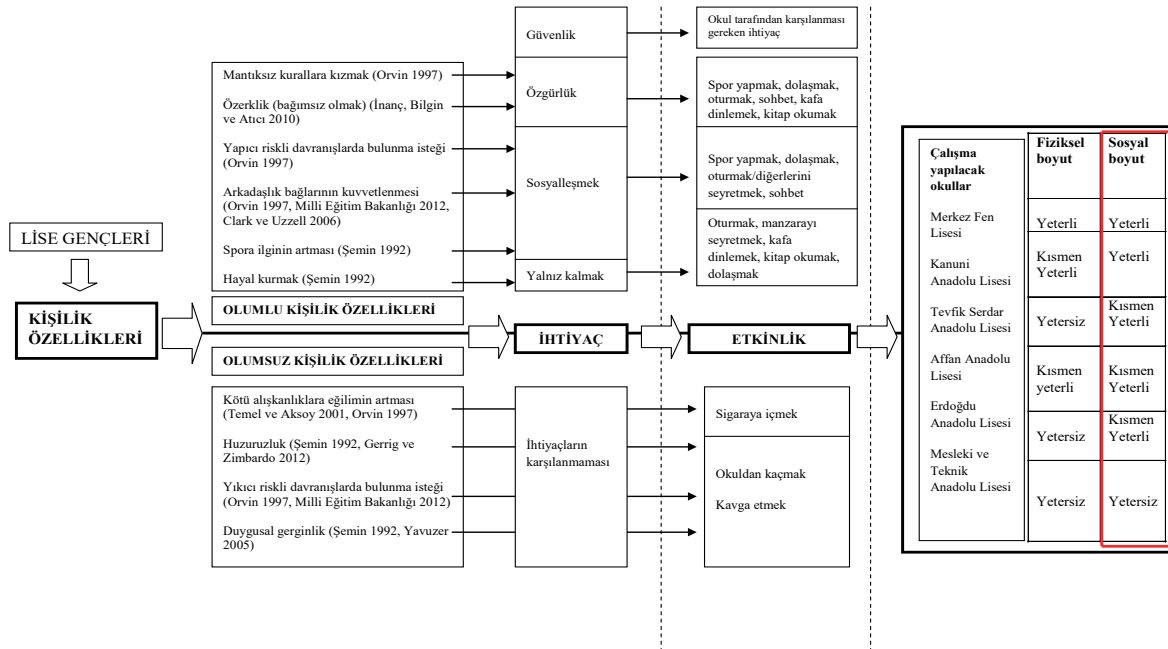 LİSE GENÇLERİ
KİŞİLİK
ÖZELLİKLERİ
Mantıksız kurallara kızmak (Orvin 1997)
Özerklik (bağımsız olmak) (İnanç, Bilgin
ve Atıcı 2010)
Yapıcı riskli davranışlarda bulunma isteği
(Orvin 1997)
Arkadaşlık bağlarının kuvvetlenmesi
(Orvin 1997, Milli Eğitim Bakanlığı 2012,
Clark ve Uzzell 2006)
Spora ilginin artması (Şemin 1992)
Hayal kurmak (Şemin 1992)
OLUMLU KİŞİLİK ÖZELLİKLERİ
OLUMSUZ KİŞİLİK ÖZELLİKLERİ
Kötü alışkanlıklara eğilimin artması
(Temel ve Aksoy 2001, Orvin 1997)
Huzuruzluk (Şemin 1992, Gerrig ve
Zimbardo 2012)
Yıkıcı riskli davranışlarda bulunma isteği
(Orvin 1997, Milli Eğitim Bakanlığı 2012)
Duygusal gerginlik (Şemin 1992, Yavuzer
2005)
Güvenlik
Özgürlük
Sosyalleşmek
Yalnız kalmak
İHTİYAÇ
İhtiyaçların
karşılanmaması
Okul tarafından karşılanması
gereken ihtiyaç
Spor yapmak, dolaşmak,
oturmak, sohbet, kafa
dinlemek, kitap okumak
Spor yapmak, dolaşmak,
oturmak/diğerlerini
seyretmek, sohbet
Oturmak, manzarayı
seyretmek, kafa
dinlemek, kitap okumak,
dolaşmak
ETKİNLİK
Sigaraya içmek
Okuldan kaçmak
Kavga etmek
Çalışma
yapılacak
okullar
Merkez Fen
Lisesi
Kanuni
Anadolu Lisesi
Tevfik Serdar
Anadolu Lisesi
Affan Anadolu
Lisesi
Erdoğdu
Anadolu Lisesi
Mesleki ve
Teknik
Anadolu Lisesi
Fiziksel
boyut
Yeterli
Kısmen
Yeterli
Yetersiz
Kısmen
yeterli
Yetersiz
Yetersiz
Sosyal
boyut
Yeterli
Yeterli
Kısmen
Yeterli
Kısmen
Yeterli
Kısmen
Yeterli
Yetersiz